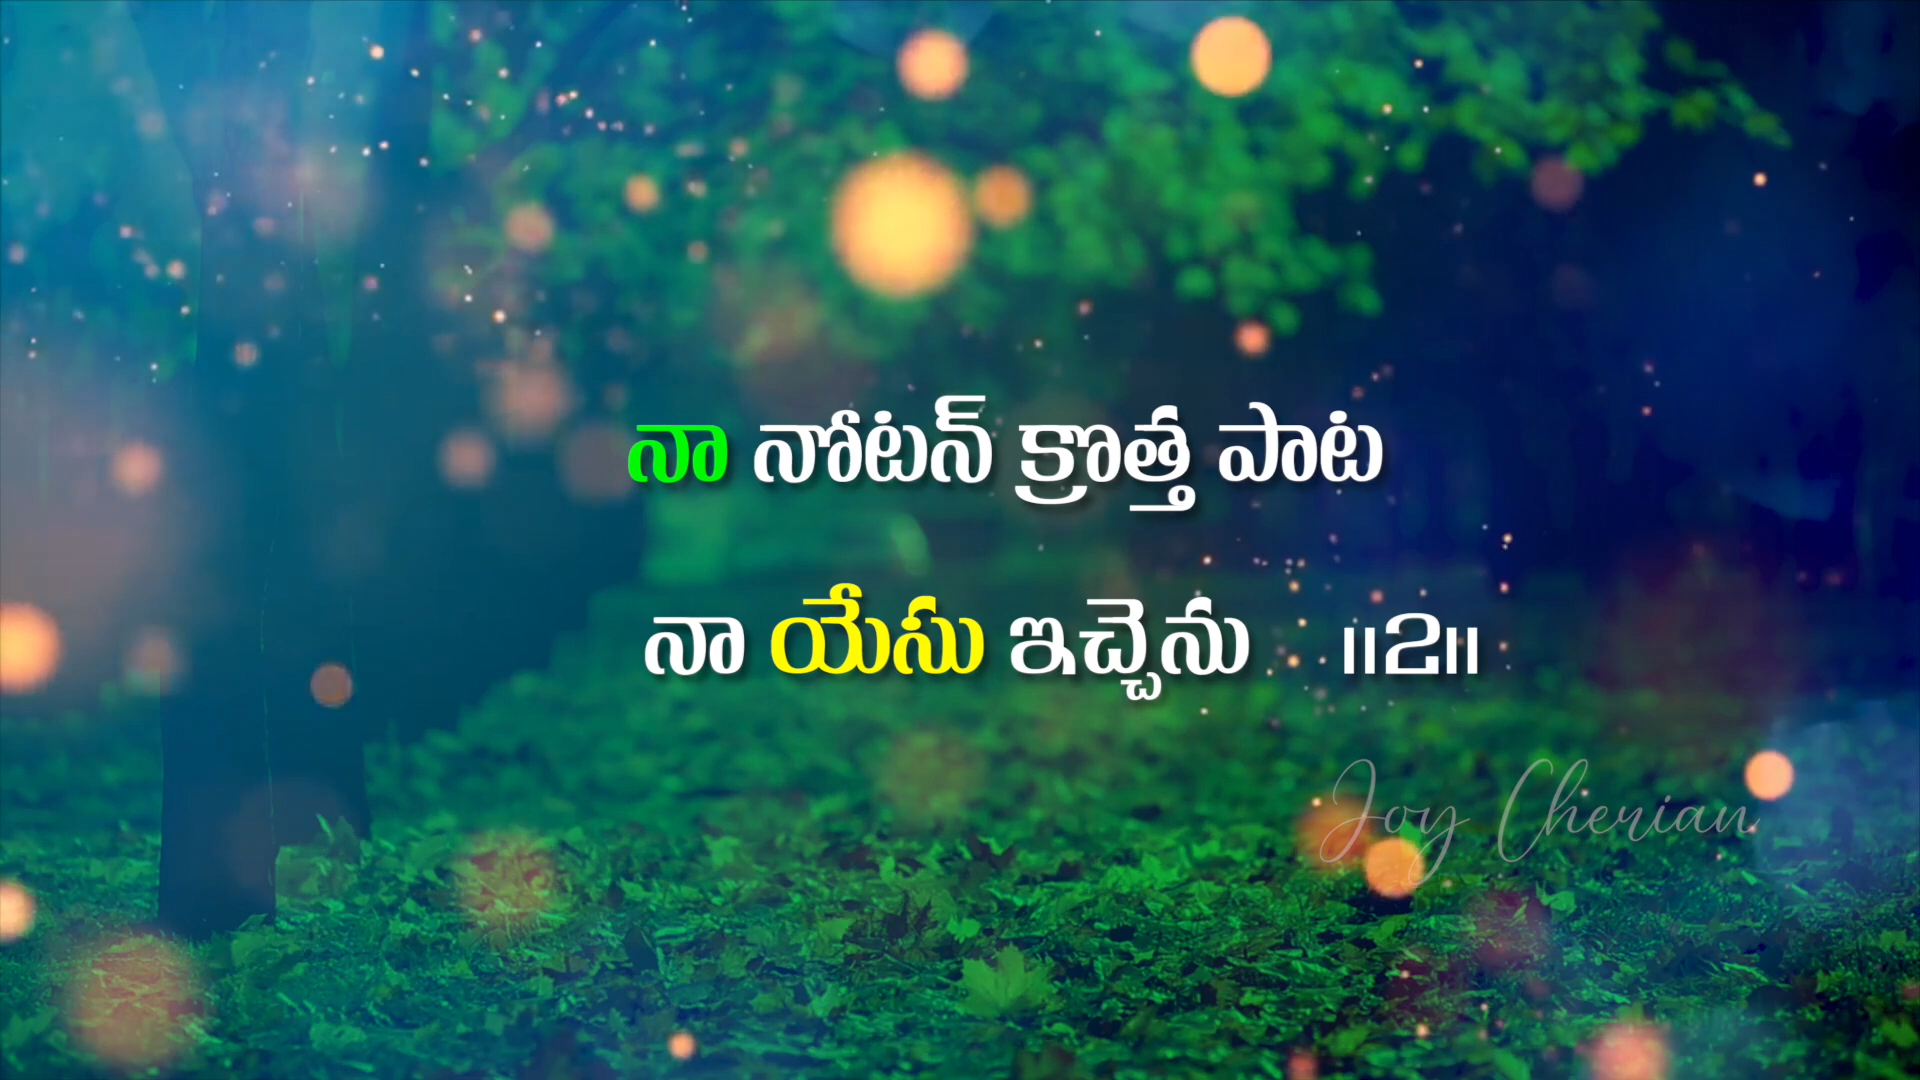 నా నోటన్ క్రొత్త పాట
నా యేసు ఇచ్చెను ॥2॥
Joy Cherian